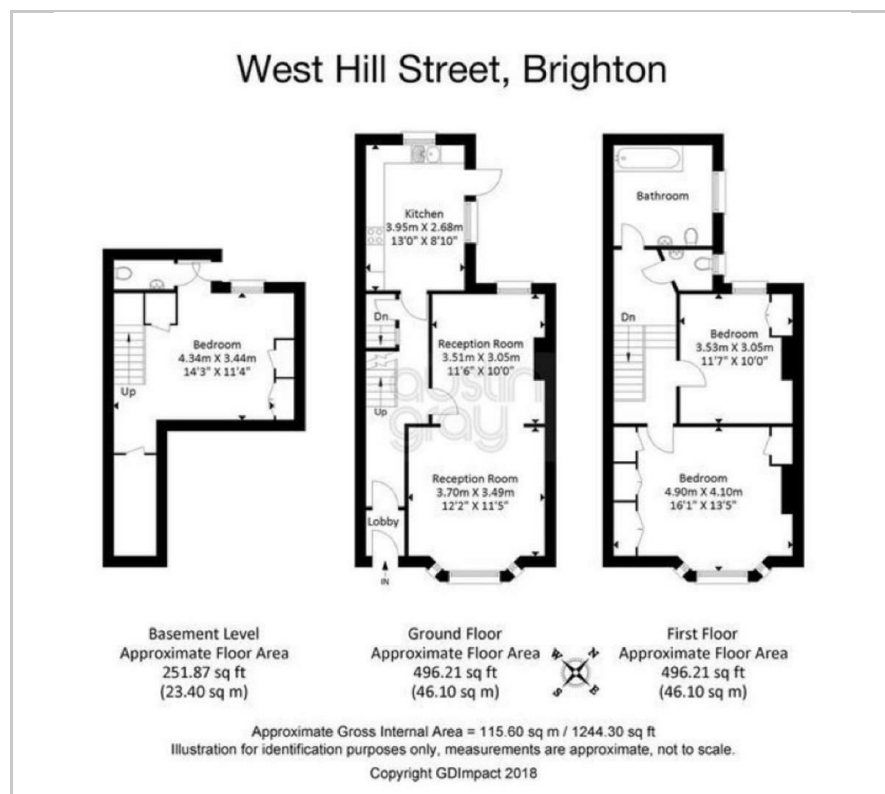 West Hill Street, Brighton
Bedroom
4.34m X 3.44m
14'3" X 11'4"
Up
Kitchen
3.95m X 2.68m
13'0" X 8'10"
Dn
Reception Room
3.51m X 3.05m
11'6" X 10'0"
Up
austin
gray
Reception Room
3.70m X 3.49m
12'2" X 11'5"
Lobby
IN
Bathroom
Dn
Bedroom
3.53m X 3.05m
11'7" X 10'0"
Bedroom
4.90m X 4.10m
16'1" X 13'5"
Basement Level
Approximate Floor Area
251.87 sq ft
(23.40 sq m)
Ground Floor
Approximate Floor Area
496.21 sq ft
(46.10 sq m)
W N
S E
First Floor
Approximate Floor Area
496.21 sq ft
(46.10 sq m)
Approximate Gross Internal Area = 115.60 sq m / 1244.30 sq ft
Illustration for identification purposes only, measurements are approximate, not to scale.
Copyright GDImpact 2018